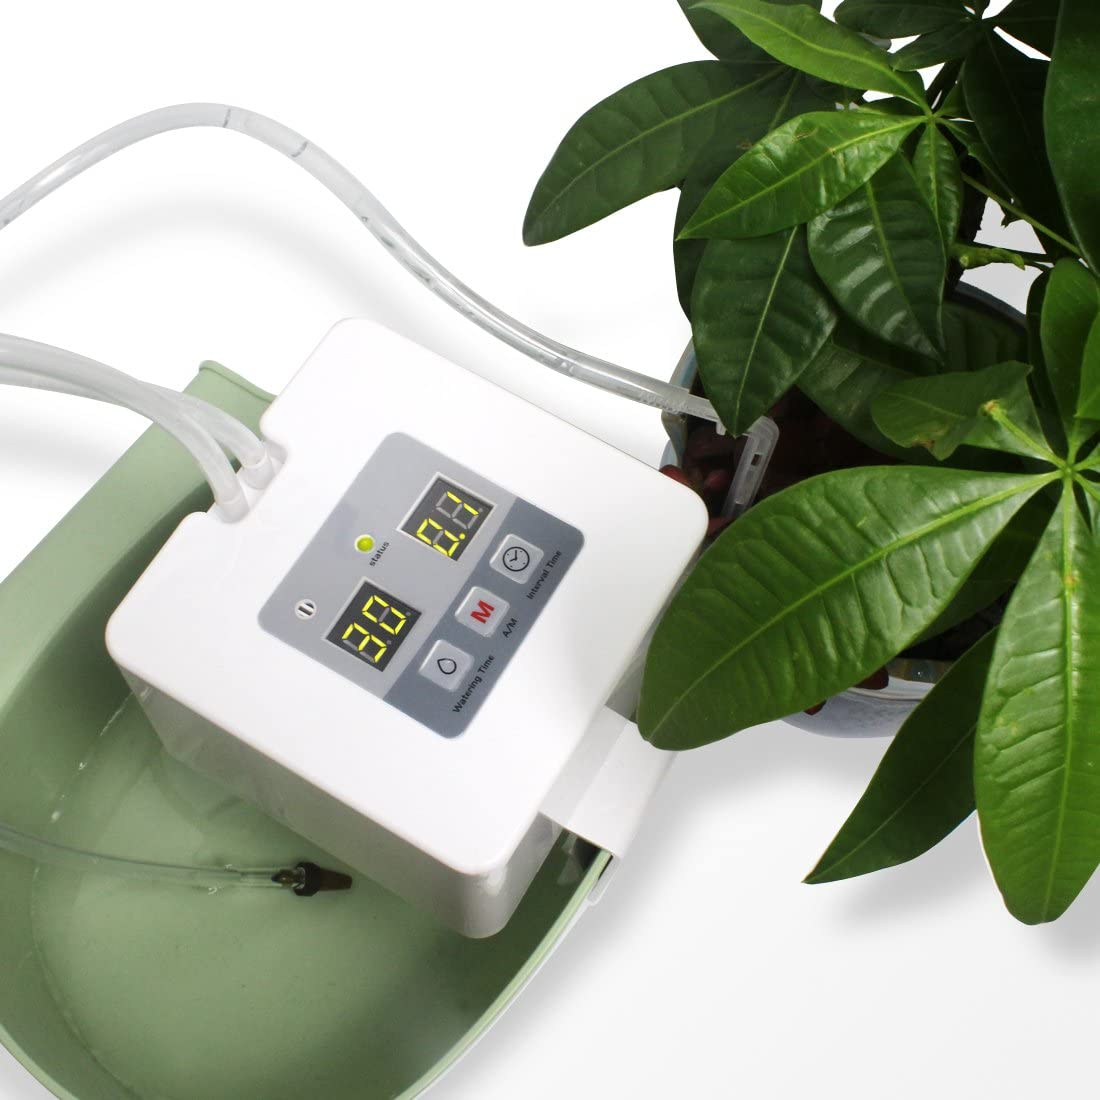 status
Interval Time
M
A/M
Watering Time